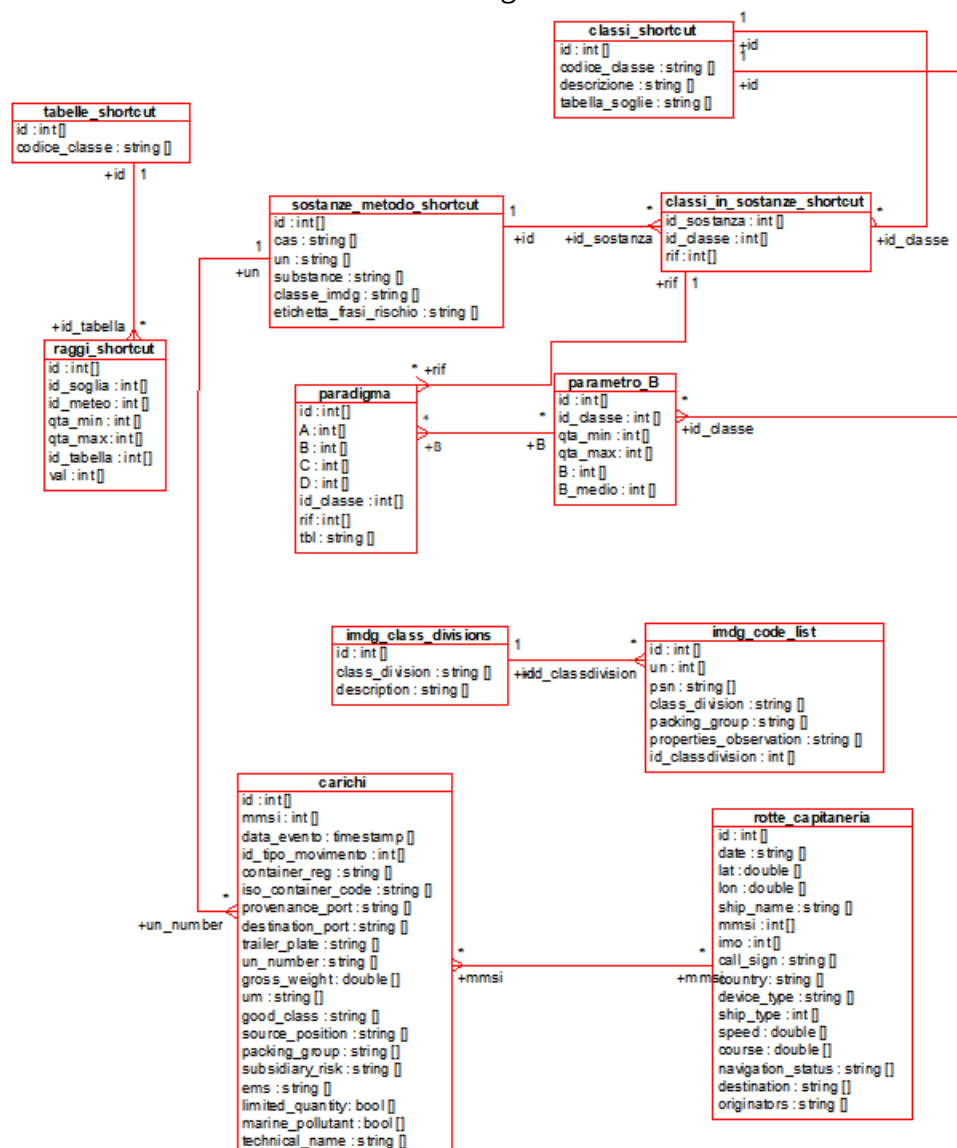 1
classi_shortcut
+id
id : int []
1
codice_classe : string []
descrizione : string []
+id
tabella_soglie : string []
tabelle_shortcut
id : int []
codice_classe : string []
+id 1
sostanze_metodo_shortcut
id : int []
cas : string []
un : string []
substance : string []
classe_imdg : string []
etichetta_frasi_rischio : string []
1
+un
1
+id
*
+id_sostanza
classi_in_sostanze_shortcut
id_sostanza : int []
id_classe : int []
rif : int []
*
+id_classe
+rif 1
+id_tabella *
raggi_shortcut
id : int []
id_soglia : int []
id_meteo : int []
qta_min : int []
qta_max : int []
id_tabella : int []
val : int []
* +rif
paradigma
id : int []
A : int []
B : int []
C : int []
D : int []
id_classe : int []
rif : int []
tbl : string []
*
+B
*
+B
parametro_B
id : int []
id_classe : int []
qta_min : int []
qta_max : int []
B : int []
B_medio : int []
*
+id_classe
imdg_class_divisions
id : int []
class_division : string []
description : string []
1
*
+id_classdivision
imdg_code_list
id : int []
un : int []
psn : string []
class_division : string []
packing_group : string []
properties_observation : string []
id_classdivision : int []
carichi
id : int []
mmsi : int []
data_evento : timestamp []
id_tipo_movimento : int []
container_reg : string []
iso_container_code : string []
provenance_port : string []
destination_port : string []
trailer_plate : string []
un_number : string []
gross_weight : double []
um : string []
good_class : string []
source_position : string []
packing_group : string []
subsidiary_risk : string []
ems : string []
limited_quantity : bool []
marine_pollutant : bool []
technical_name : string []
*
+un_number
*
+mmsi
*
+mmsi
rotte_capitaneria
id : int []
date : string []
lat : double []
lon : double []
ship_name : string []
mmsi : int []
imo : int []
call_sign : string []
country : string []
device_type : string []
ship_type : int []
speed : double []
course : double []
navigation_status : string []
destination : string []
originators : string []